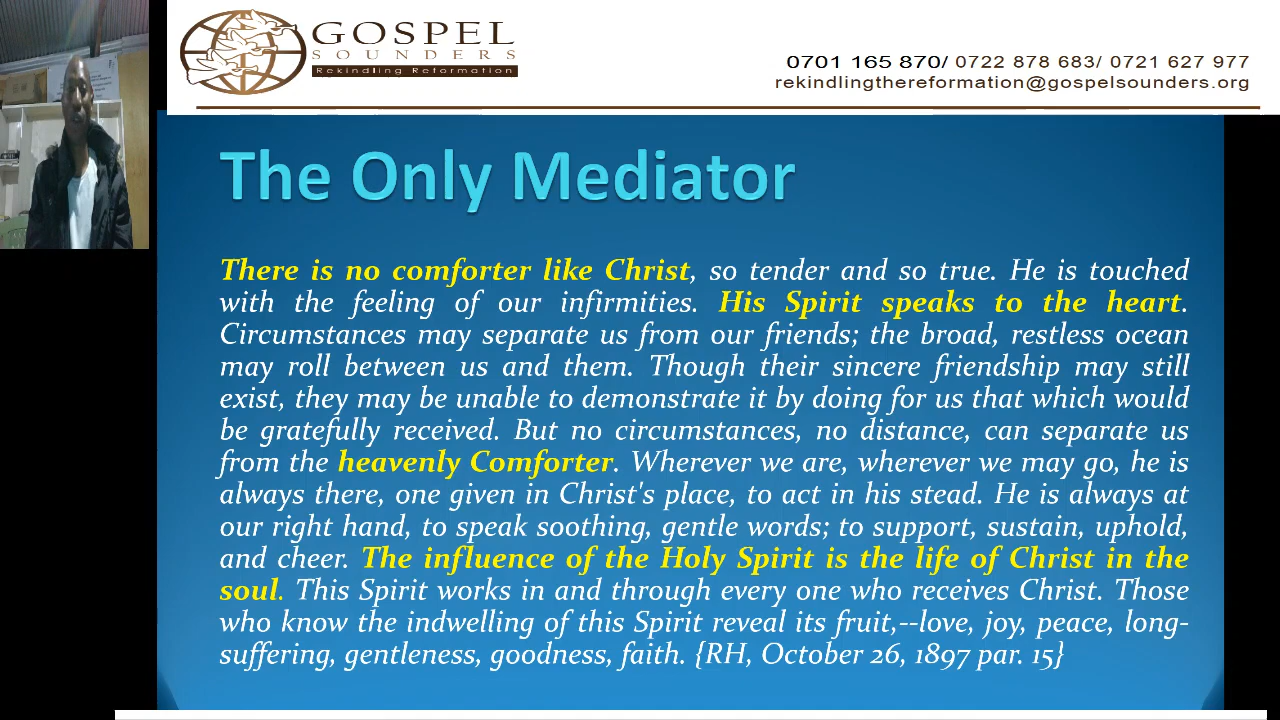 GOSPEL
SOUNDERS
Rekindling Reformation
0701 165 870/ 0722 878 683/ 0721 627 977
rekindlingthereformation@gospelsounders.org
The Only Mediator
There is no comforter like Christ, so tender and so true. He is touched
with the feeling of our infirmities. His Spirit speaks to the heart.
Circumstances may separate us from our friends; the broad, restless ocean
may roll between us and them. Though their sincere friendship may still
exist, they may be unable to demonstrate it by doing for us that which would
be gratefully received. But no circumstances, no distance, can separate us
from the heavenly Comforter. Wherever we are, wherever we may go, he is
always there, one given in Christ's place, to act in his stead. He is always at
our right hand, to speak soothing, gentle words; to support, sustain, uphold,
and cheer. The influence of the Holy Spirit is the life of Christ in the
soul. This Spirit works in and through every one who receives Christ. Those
who know the indwelling of this Spirit reveal its fruit,--love, joy, peace, long-
suffering, gentleness, goodness, faith. {RH, October 26, 1897 par. 15}